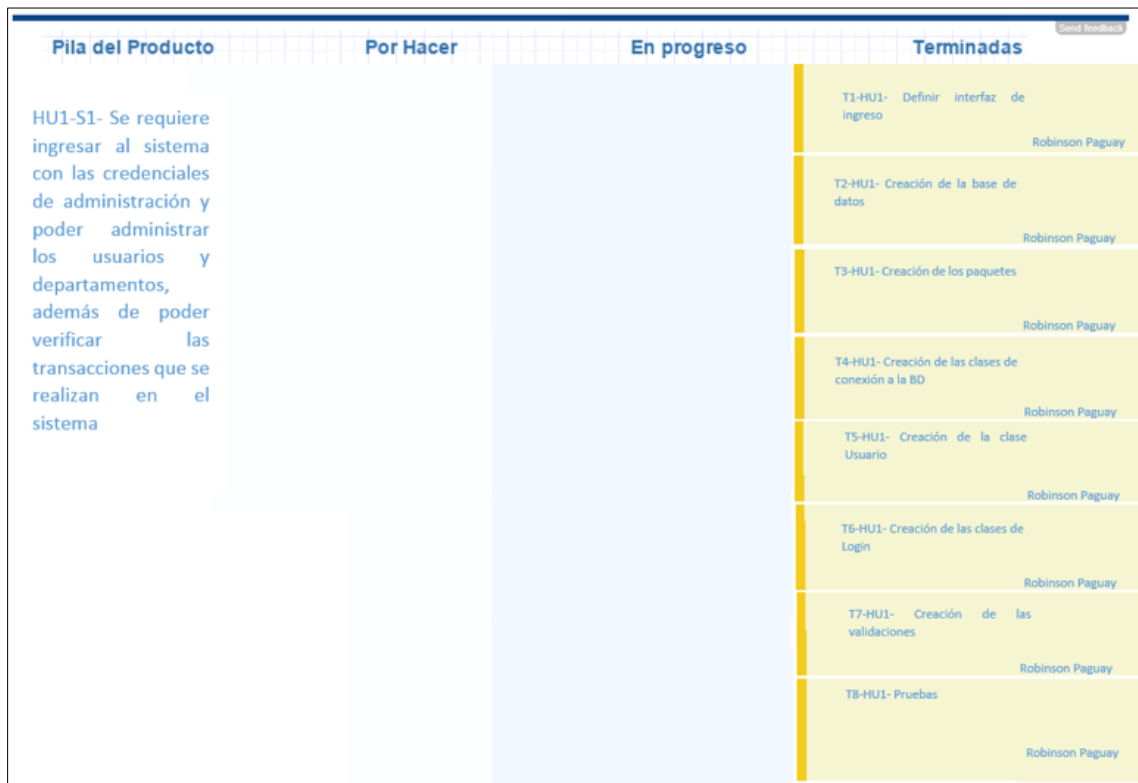 Send feedback
Pila del Producto
Por Hacer
En progreso
Terminadas
HU1-S1- Se requiere
ingresar al sistema
con las credenciales
de administración y
poder administrar
los usuarios y
departamentos,
además de poder
verificar las
transacciones que se
realizan en el
sistema
T1-HU1- Definir interfaz de
ingreso
Robinson Paguay
T2-HU1- Creación de la base de
datos
Robinson Paguay
T3-HU1- Creación de los paquetes
Robinson Paguay
T4-HU1- Creación de las clases de
conexión a la BD
Robinson Paguay
T5-HU1- Creación de la clase
Usuario
Robinson Paguay
T6-HU1- Creación de las clases de
Login
Robinson Paguay
T7-HU1- Creación de las
validaciones
Robinson Paguay
T8-HU1- Pruebas
Robinson Paguay